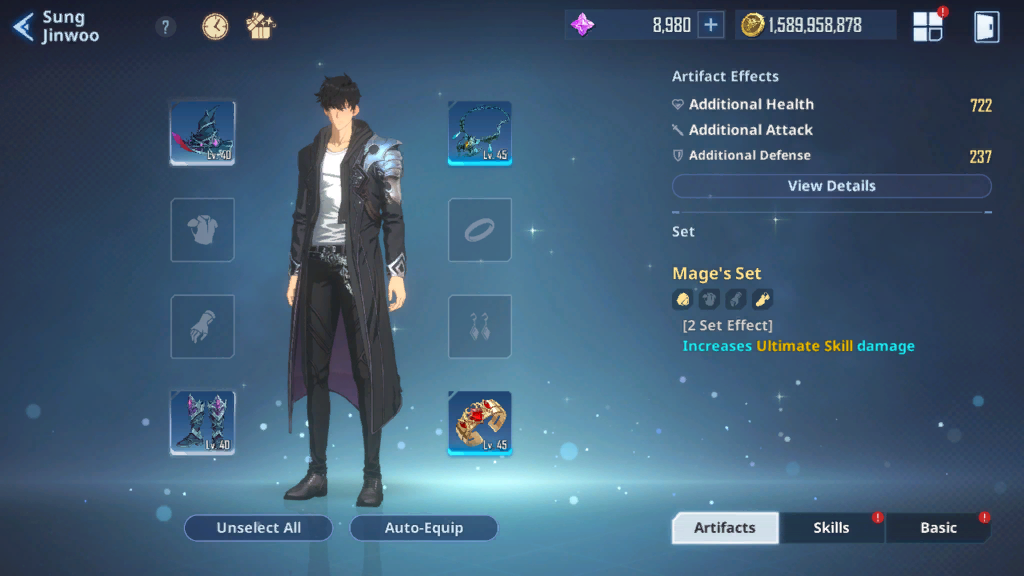 Sung
Jinwoo
?
8,980
+
1,589,958,878
!
Artifact Effects
Additional Health 722
Additional Attack
Additional Defense 237
View Details
Set
Mage's Set
[2 Set Effect]
Increases Ultimate Skill damage
Lv. 40
Lv. 45
Lv. 40
Lv. 45
Unselect All
Auto-Equip
Artifacts
Skills
!
Basic
!